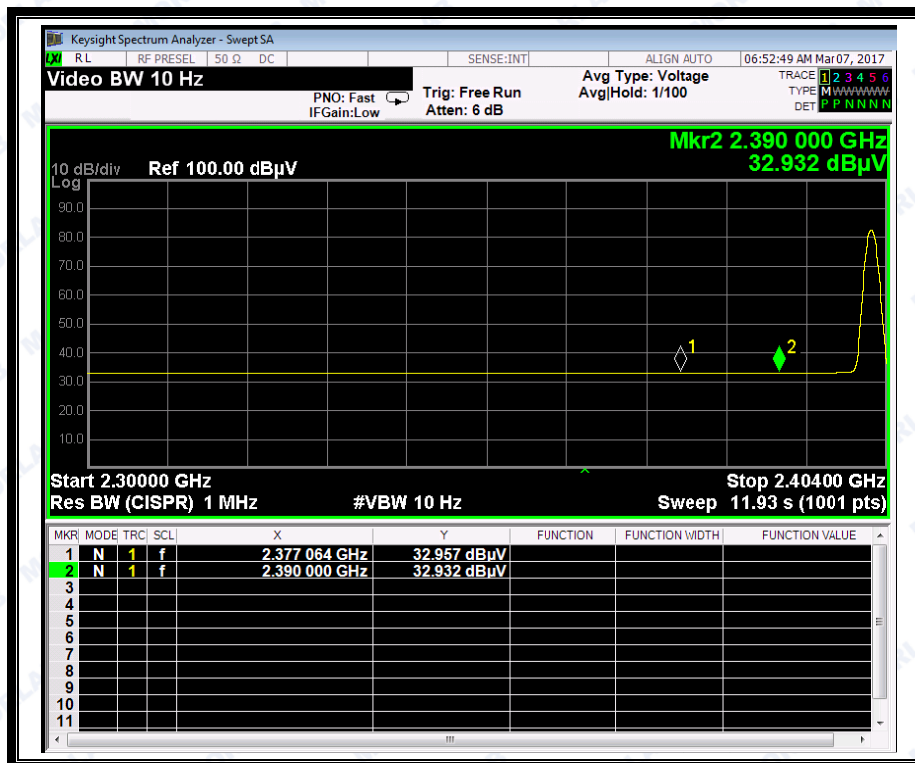 Keysight Spectrum Analyzer - Swept SA
LXI RL RF PRESEL 50 Ω DC SENSE:INT ALIGN AUTO 06:52:49 AM Mar 07, 2017
Video BW 10 Hz
PNO: Fast
IFGain:Low
Trig: Free Run
Atten: 6 dB
Avg Type: Voltage
Avg|Hold: 1/100
TRACE 1 2 3 4 5 6
TYPE M W W W W W
DET P P N N N N
Mkr2 2.390 000 GHz
32.932 dBµV
10 dB/div Ref 100.00 dBµV
Log
90.0
80.0
70.0
60.0
50.0
40.0
30.0
20.0
10.0
1
2
Start 2.30000 GHz Stop 2.40400 GHz
Res BW (CISPR) 1 MHz #VBW 10 Hz Sweep 11.93 s (1001 pts)
MKR MODE TRC SCL X Y FUNCTION FUNCTION WIDTH FUNCTION VALUE
1 N 1 f 2.377 064 GHz 32.957 dBµV
2 N 1 f 2.390 000 GHz 32.932 dBµV
3
4
5
6
7
8
9
10
11